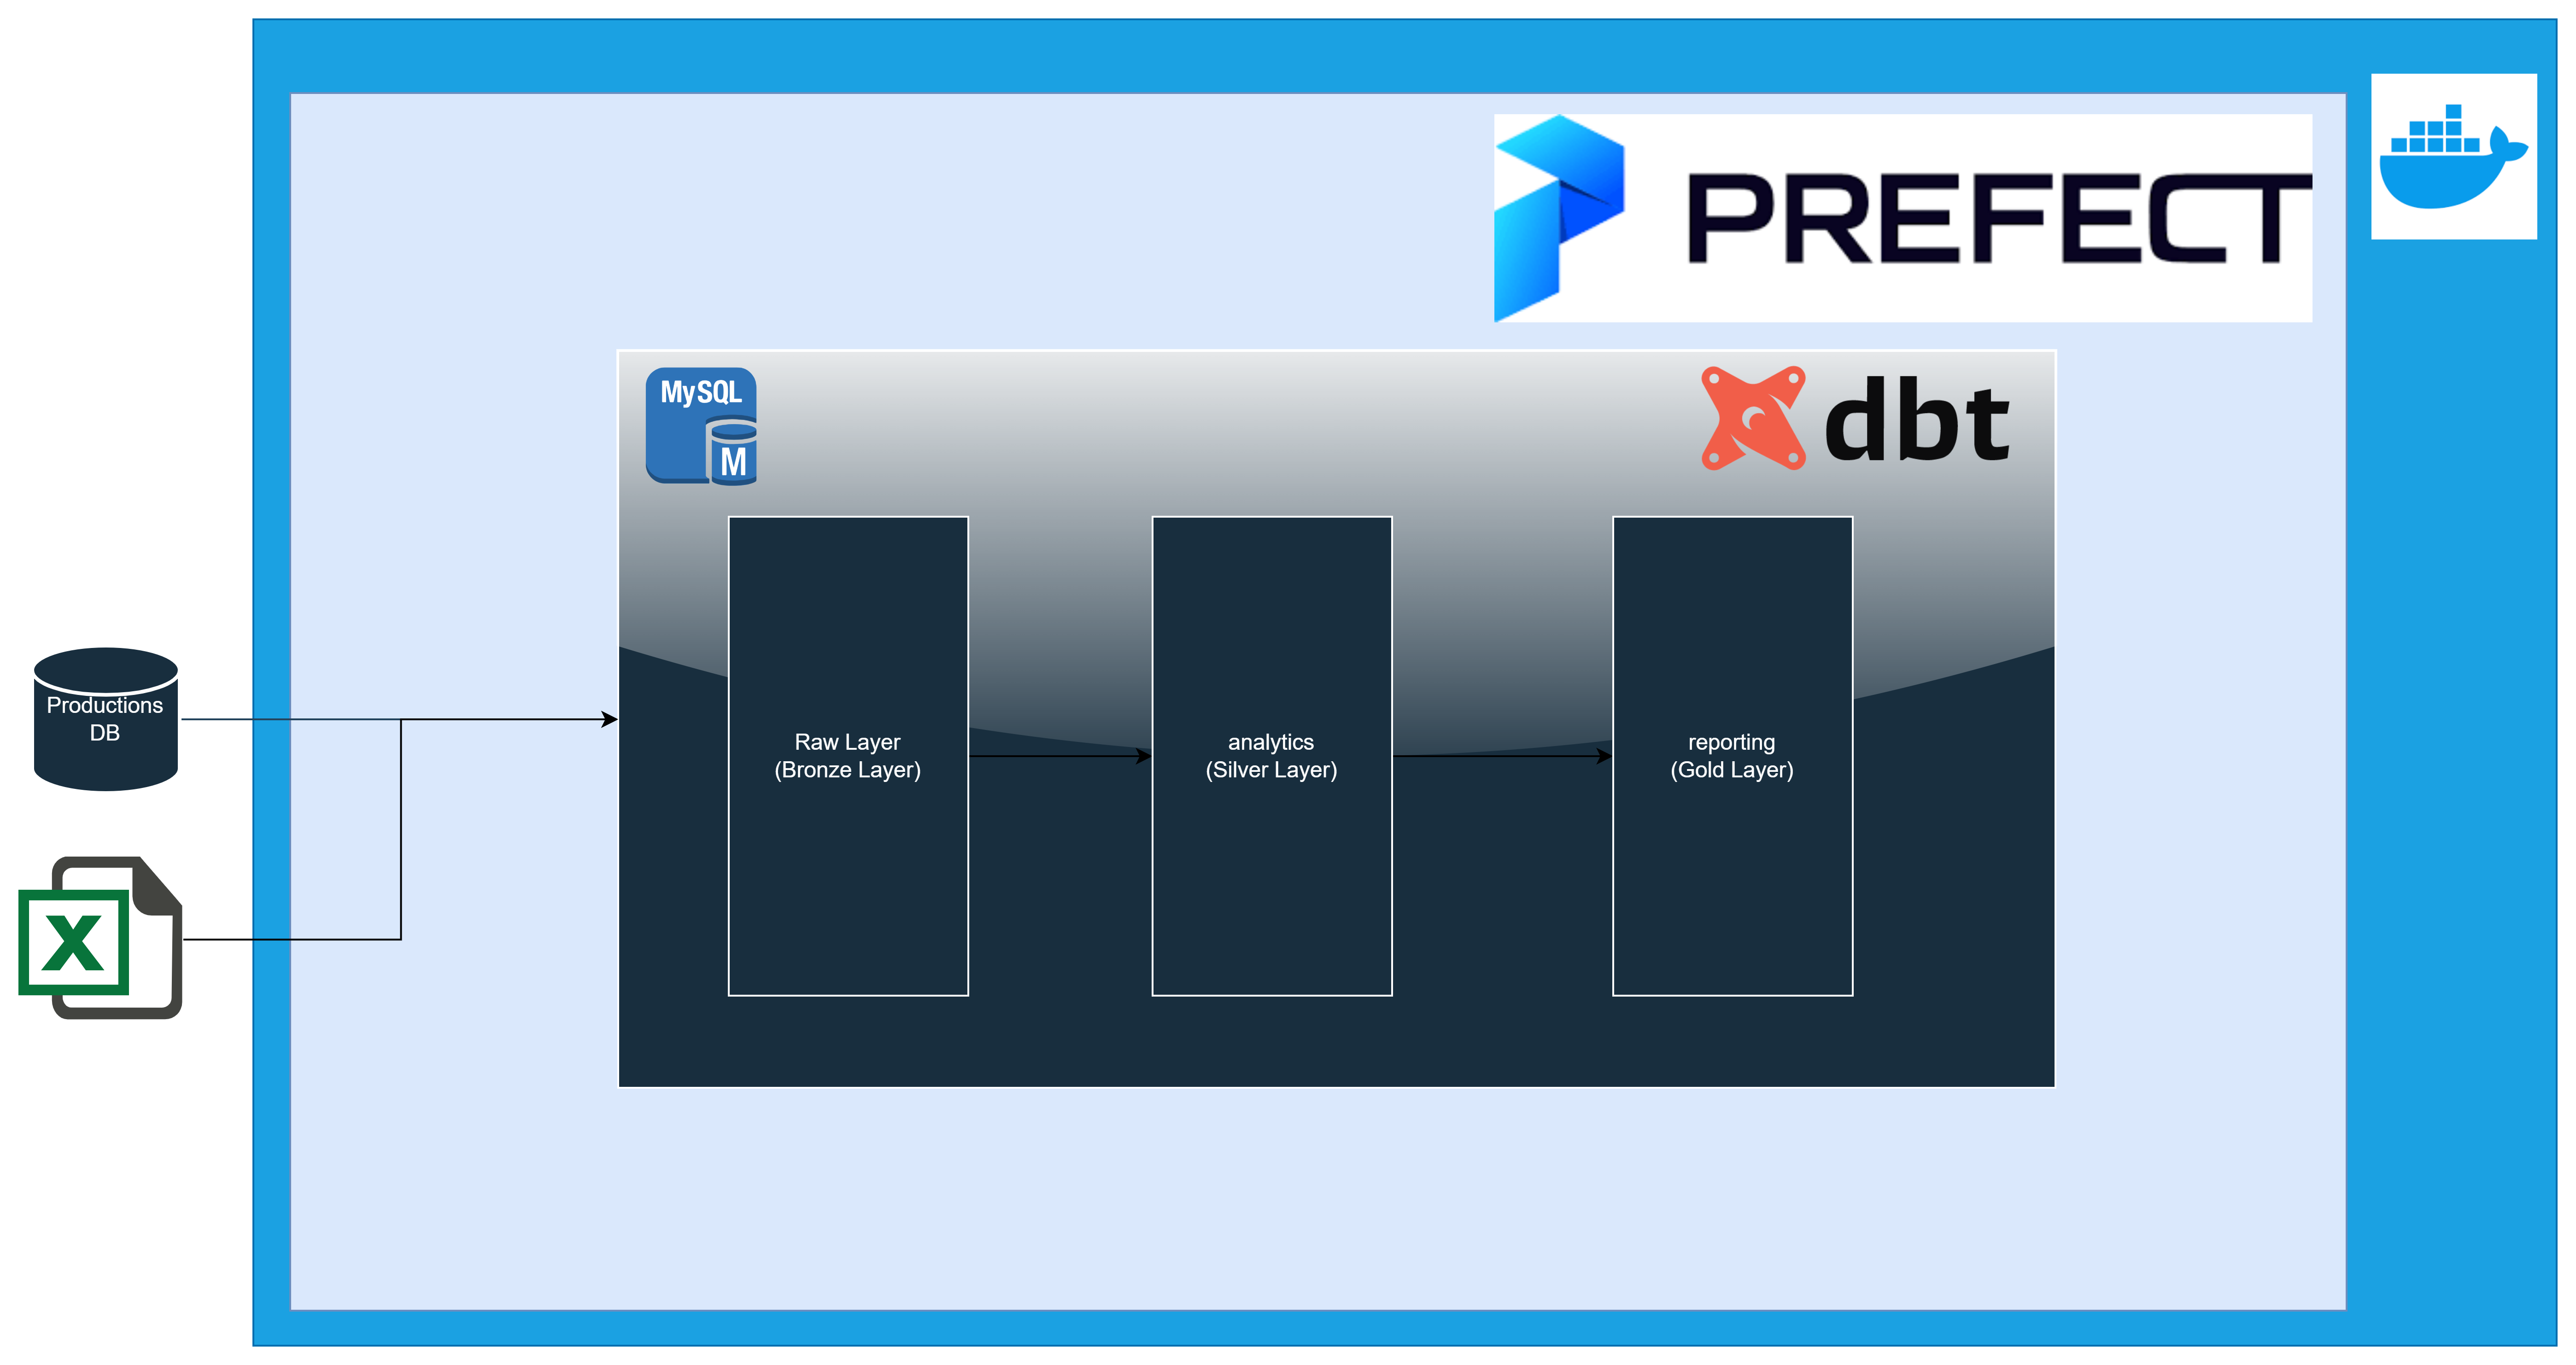 PREFECT
MySQL
M
dbt
Productions
DB
Raw Layer
(Bronze Layer)
analytics
(Silver Layer)
reporting
(Gold Layer)
X